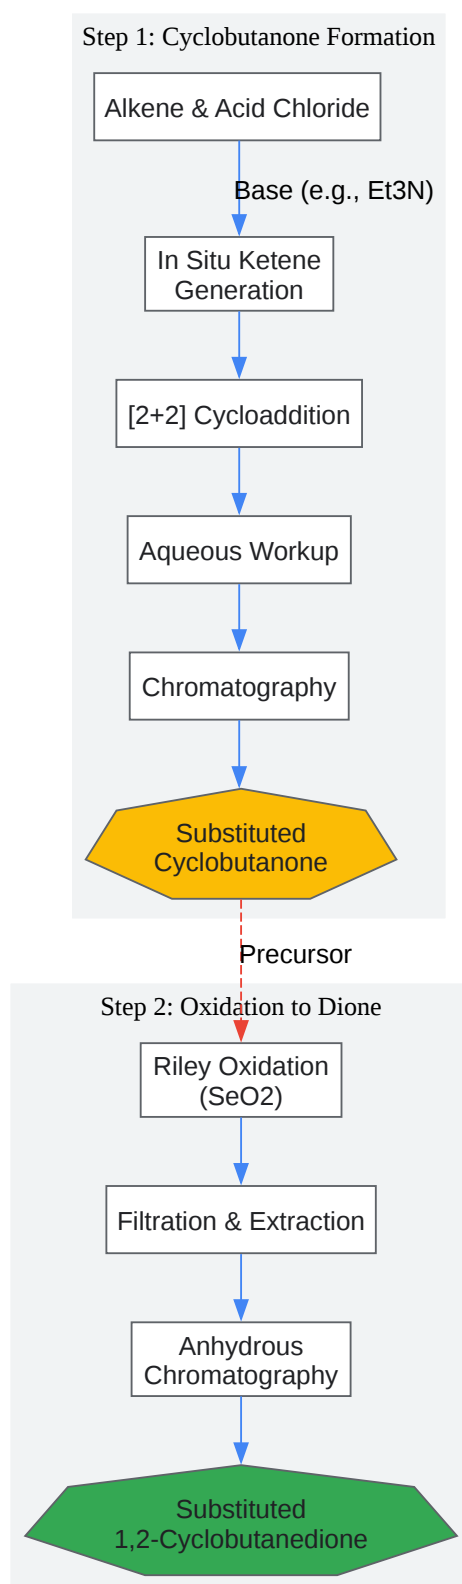 Step 1: Cyclobutanone Formation
Alkene & Acid Chloride
Base (e.g., Et3N)
In Situ Ketene
Generation
[2+2] Cycloaddition
Aqueous Workup
Chromatography
Substituted
Cyclobutanone
Precursor
Step 2: Oxidation to Dione
Riley Oxidation
(SeO2)
Filtration & Extraction
Anhydrous
Chromatography
Substituted
1,2-Cyclobutanedione